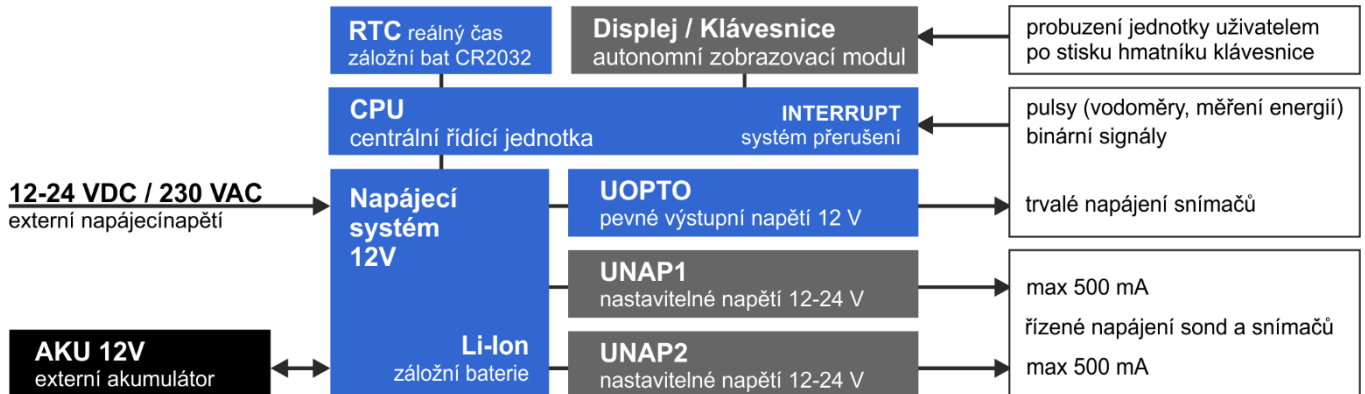 RTC reálný čas
záložní bat CR2032
Displej / Klávesnice
autonomní zobrazovací modul
probuzení jednotky uživatelem
po stisku hmatníku klávesnice
CPU
centrální řídící jednotka
INTERRUPT
systém přerušení
pulsy (vodoměry, měření energií)
binární signály
12-24 VDC / 230 VAC
externí napájecínapětí
Napájecí
systém
12V
UOPTO
pevné výstupní napětí 12 V
trvalé napájení snímačů
UNAP1
nastavitelné napětí 12-24 V
max 500 mA
řízené napájení sond a snímačů
AKU 12V
externí akumulátor
Li-Ion
záložní baterie
UNAP2
nastavitelné napětí 12-24 V
max 500 mA